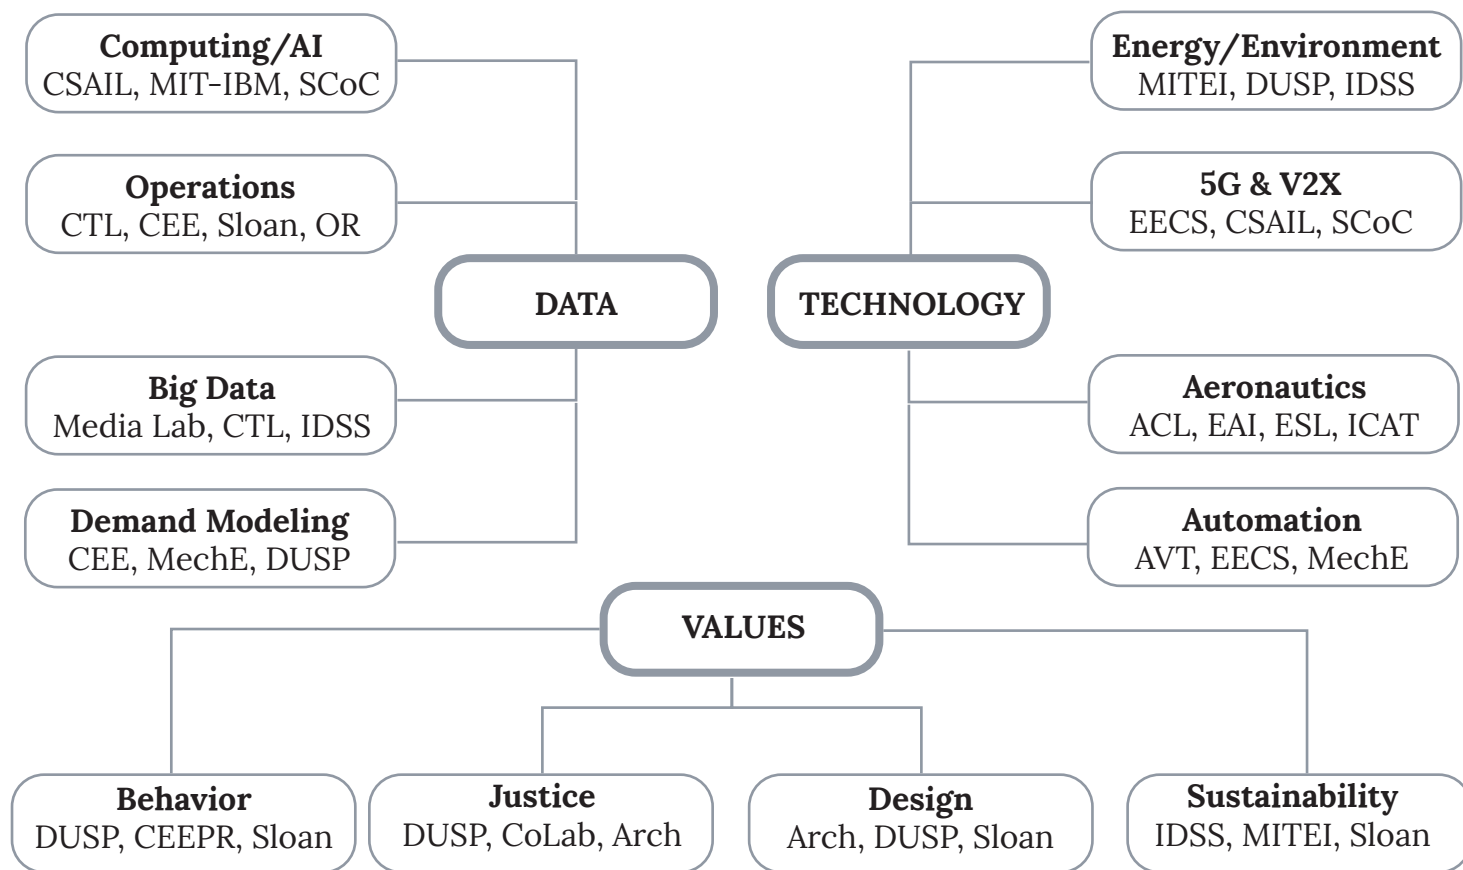 Computing/AI
CSAIL, MIT-IBM, SCoC
Operations
CTL, CEE, Sloan, OR
DATA
Big Data
Media Lab, CTL, IDSS
Demand Modeling
CEE, MechE, DUSP
Energy/Environment
MITEI, DUSP, IDSS
5G & V2X
EECS, CSAIL, SCoC
TECHNOLOGY
Aeronautics
ACL, EAI, ESL, ICAT
Automation
AVT, EECS, MechE
VALUES
Behavior
DUSP, CEEPR, Sloan
Justice
DUSP, CoLab, Arch
Design
Arch, DUSP, Sloan
Sustainability
IDSS, MITEI, Sloan